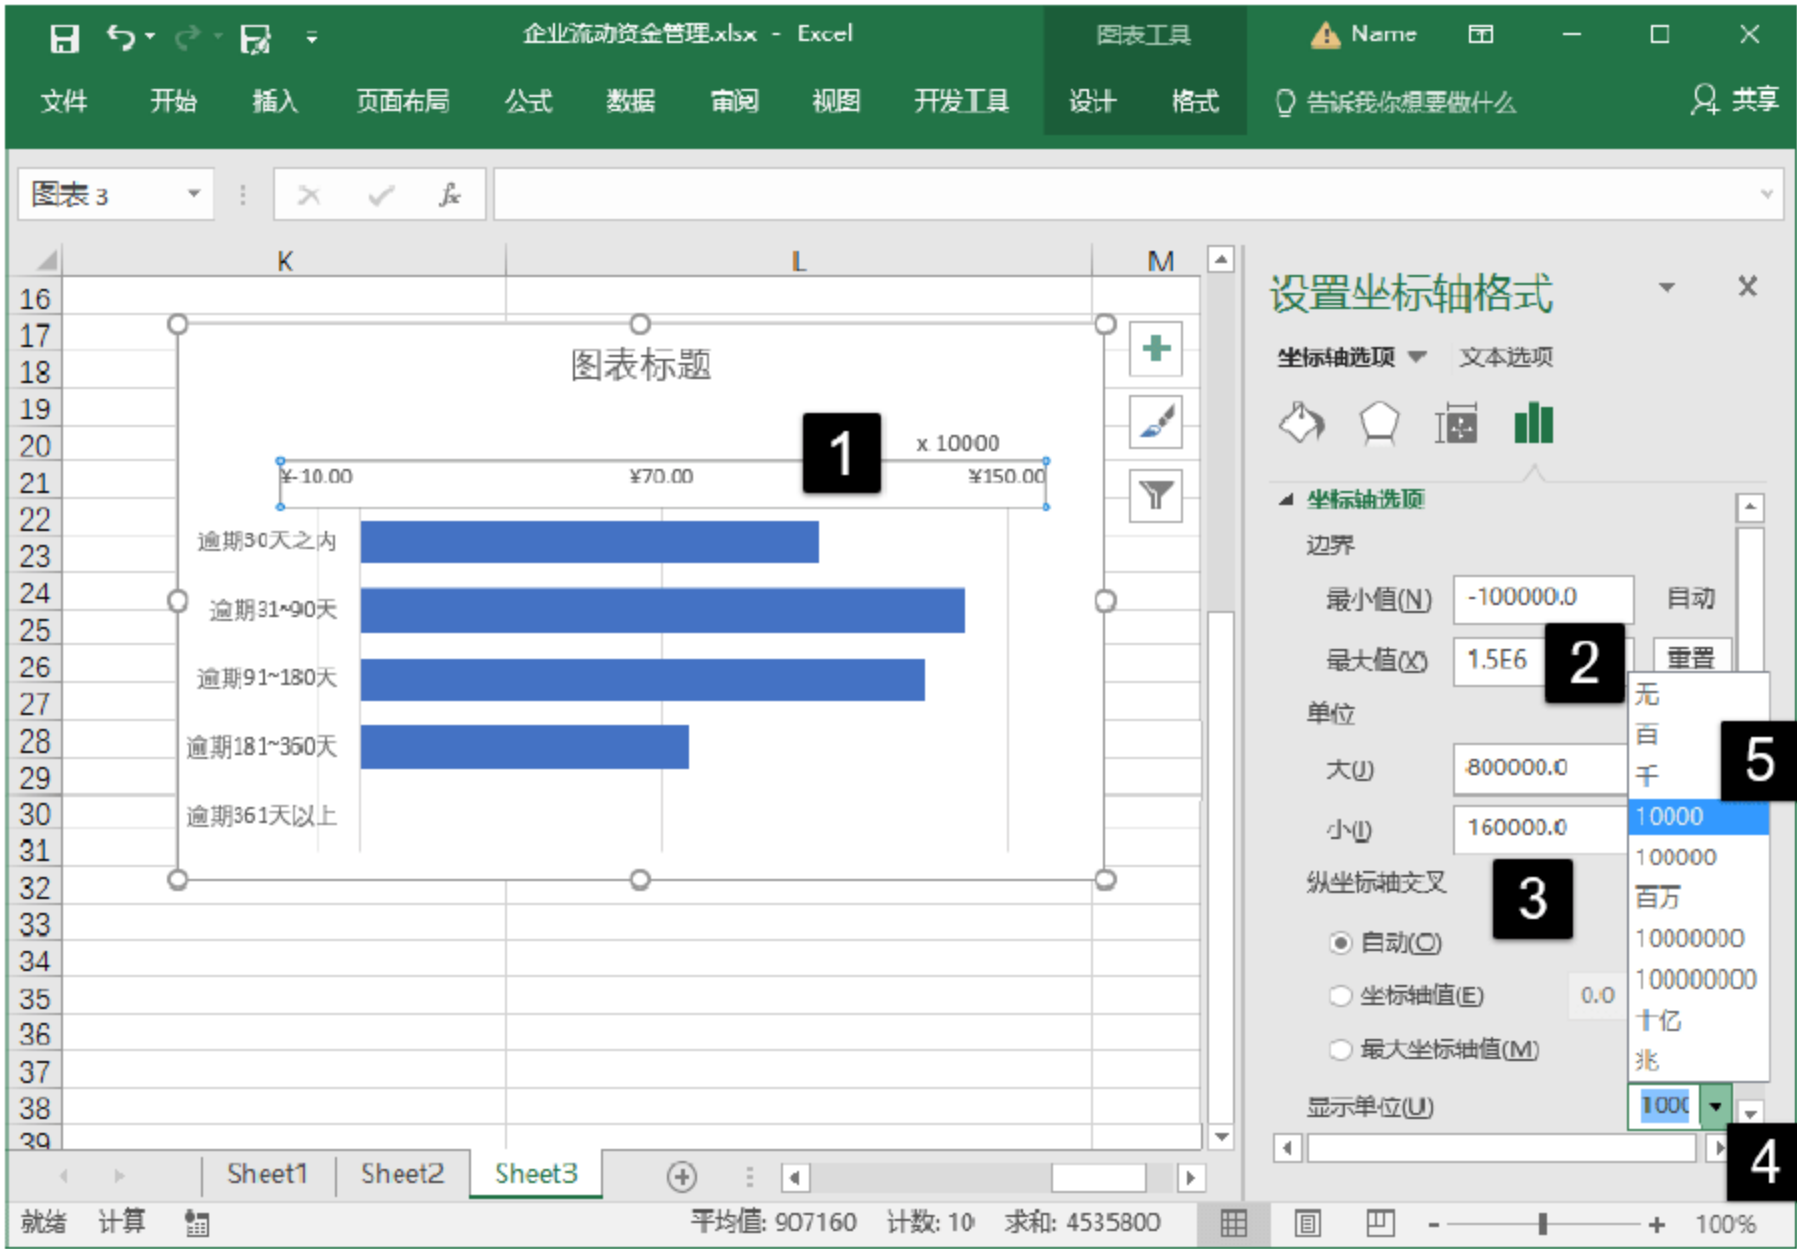 企业流动资金管理.xlsx - Excel
图表工具
Name
文件 开始 插入 页面布局 公式 数据 审阅 视图 开发工具 设计 格式 告诉我你想要做什么 共享
图表 3
fx
K L M
16
17
18
19
20
21
22
23
24
25
26
27
28
29
30
31
32
33
34
35
36
37
38
39
图表标题
1
x 10000
¥-10.00 ¥70.00 ¥150.00
逾期30天之内
逾期31~90天
逾期91~180天
逾期181~360天
逾期361天以上
设置坐标轴格式
坐标轴选项 文本选项
坐标轴选项
边界
最小值(N) -100000.0 自动
最大值(X) 1.5E6 2 重置
单位
大(J) 800000.0
小(I) 160000.0
纵坐标轴交叉
3
自动(O)
坐标轴值(E) 0.0
最大坐标轴值(M)
无
百
千
5
10000
100000
百万
10000000
100000000
十亿
兆
显示单位(U) 1000
4
Sheet1 Sheet2 Sheet3
就绪 计算 平均值: 907160 计数: 10 求和: 4535800 - + 100%